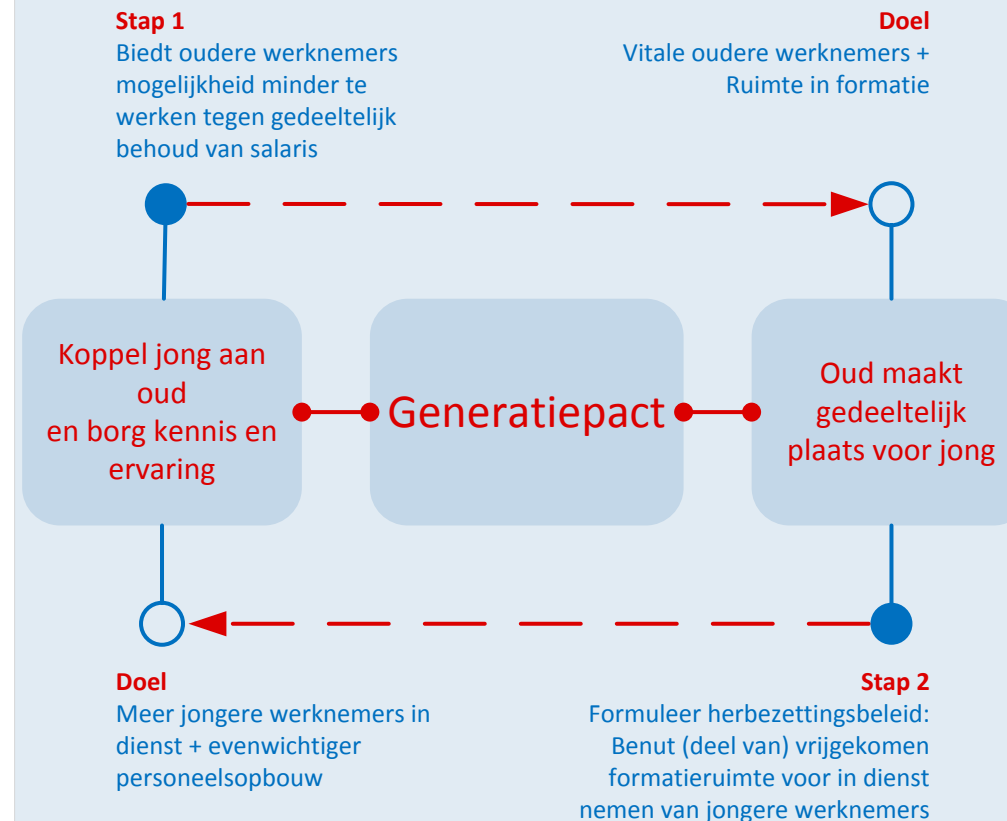 Stap 1
Biedt oudere werknemers
mogelijkheid minder te
werken tegen gedeeltelijk
behoud van salaris
Doel
Vitale oudere werknemers +
Ruimte in formatie
Koppel jong aan
oud
en borg kennis en
ervaring
Generatiepact
Oud maakt
gedeeltelijk
plaats voor jong
Doel
Meer jongere werknemers in
dienst + evenwichtiger
personeelsopbouw
Stap 2
Formuleer herbezettingsbeleid:
Benut (deel van) vrijgekomen
formatieruimte voor in dienst
nemen van jongere werknemers